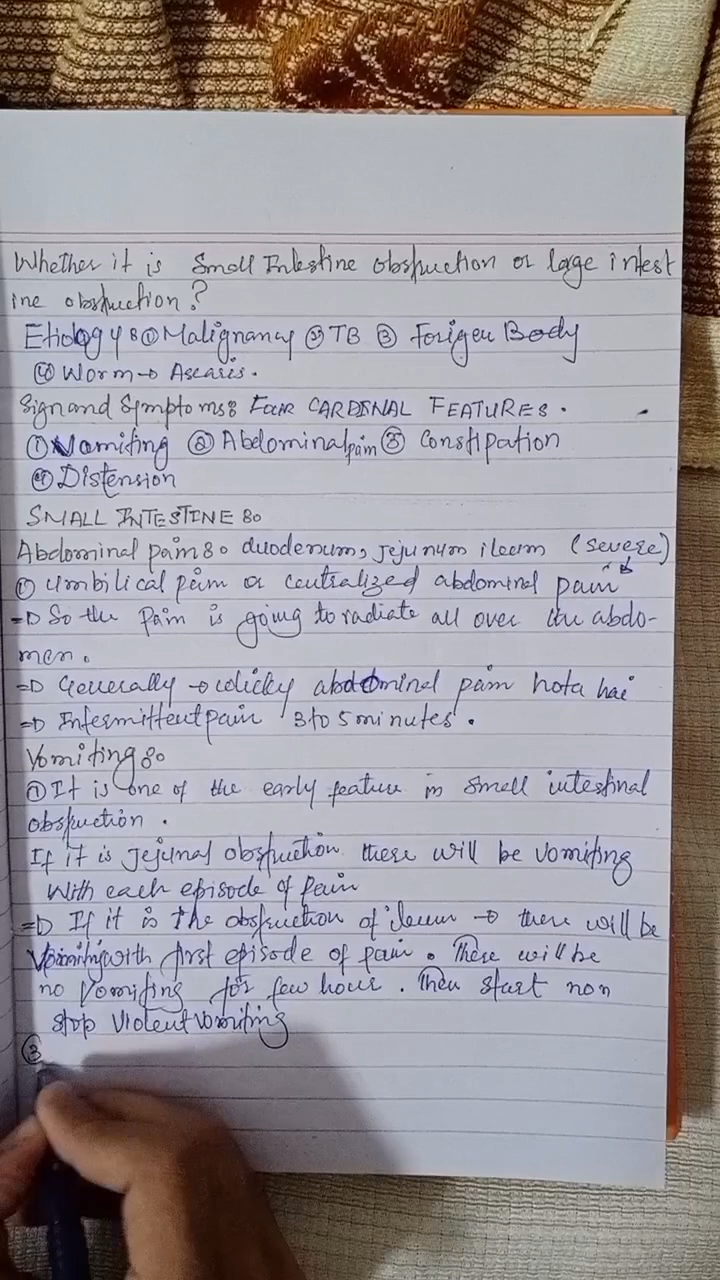 Whether it is Small Intestine obstruction or large intest
ine obstruction?
Etiology: ① Malignancy ② TB ③ Forigen Body
④ Worm → Ascaris.
Sign and Symptoms: FOUR CARDINAL FEATURES.
① Vomiting ② Abdominal pain ③ Constipation
④ Distension
SMALL INTESTINE:
Abdominal pain: duodenum, jejunum ileum (severe)
① Umbilical pain or centralized abdominal pain
⇒ So the pain is going to radiate all over the abdo-
men.
⇒ Generally → colicky abdominal pain hota hai
⇒ Intermittent pain 3 to 5 minutes.
Vomiting:
① It is one of the early feature in small intestinal
obstruction.
If it is Jejunal obstruction there will be vomiting
With each episode of pain
⇒ If it is the obstruction of ileum → there will be
Vomiting with first episode of pain. There will be
no Vomiting for few hour. Then start non
stop violent vomiting
③